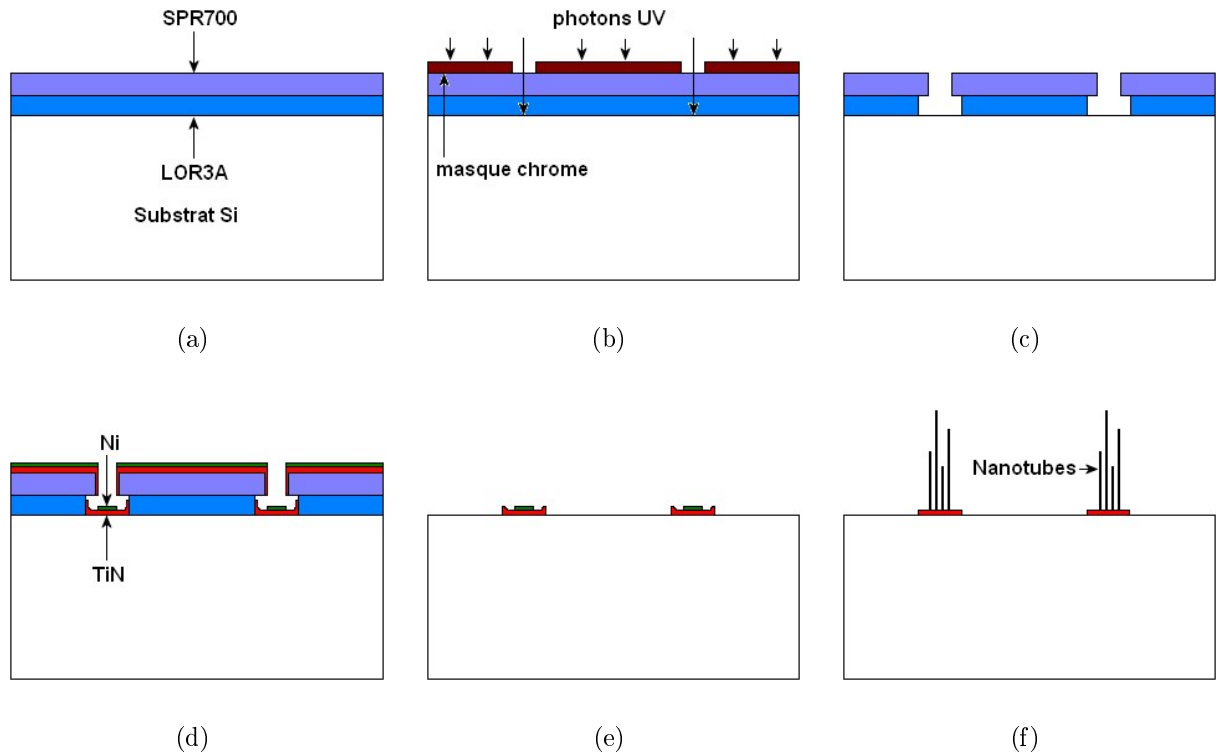 SPR700
LOR3A
Substrat Si
(a)
photons UV
masque chrome
(b)
(c)
Ni
TiN
(d)
(e)
Nanotubes
(f)